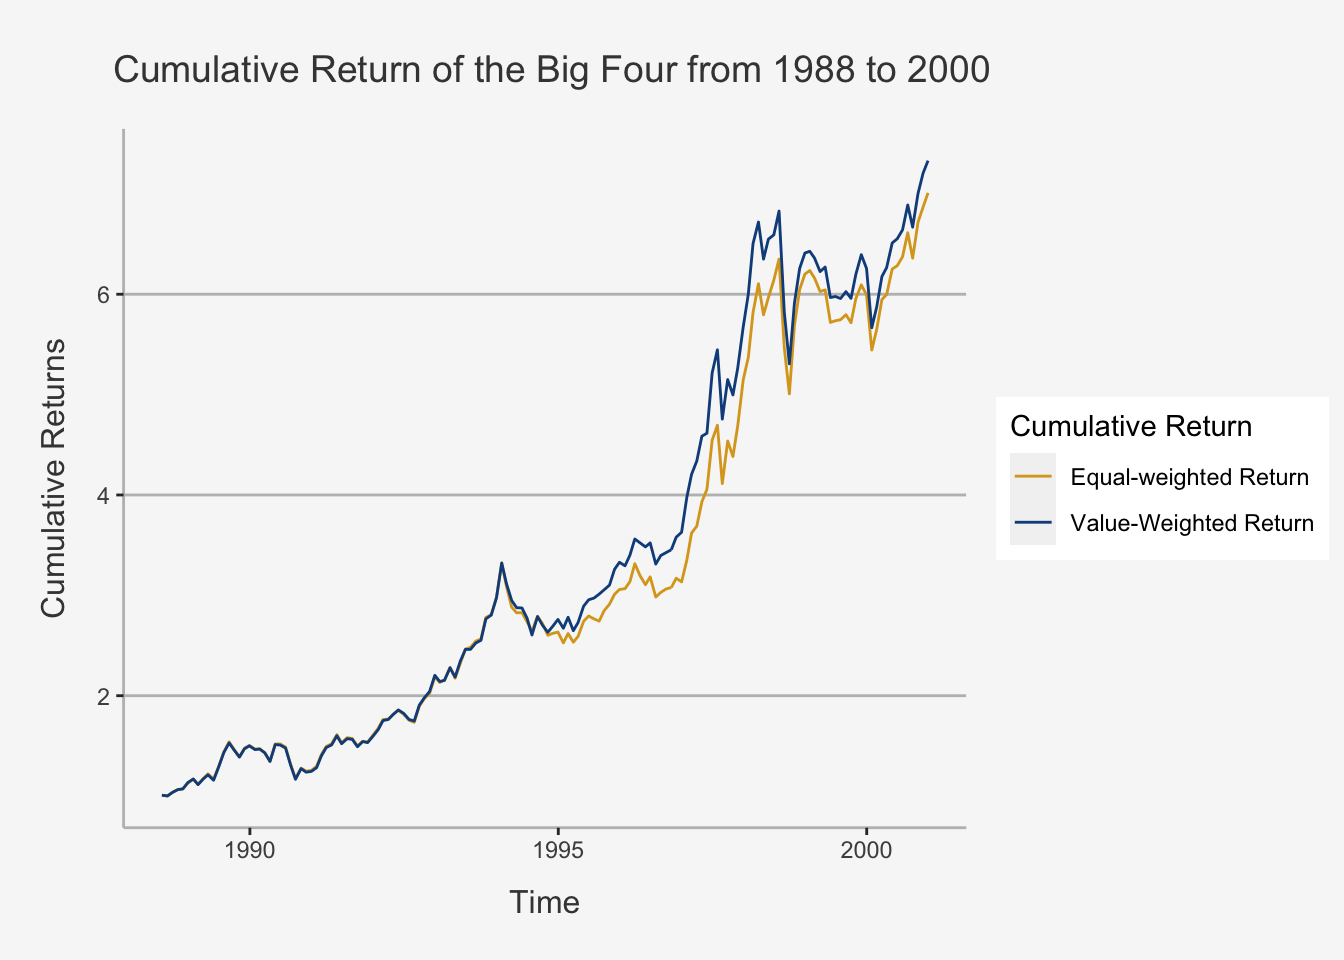 Cumulative Return of the Big Four from 1988 to 2000
Cumulative Returns
6
4
2
1990
1995
2000
Time
Cumulative Return
Equal-weighted Return
Value-Weighted Return